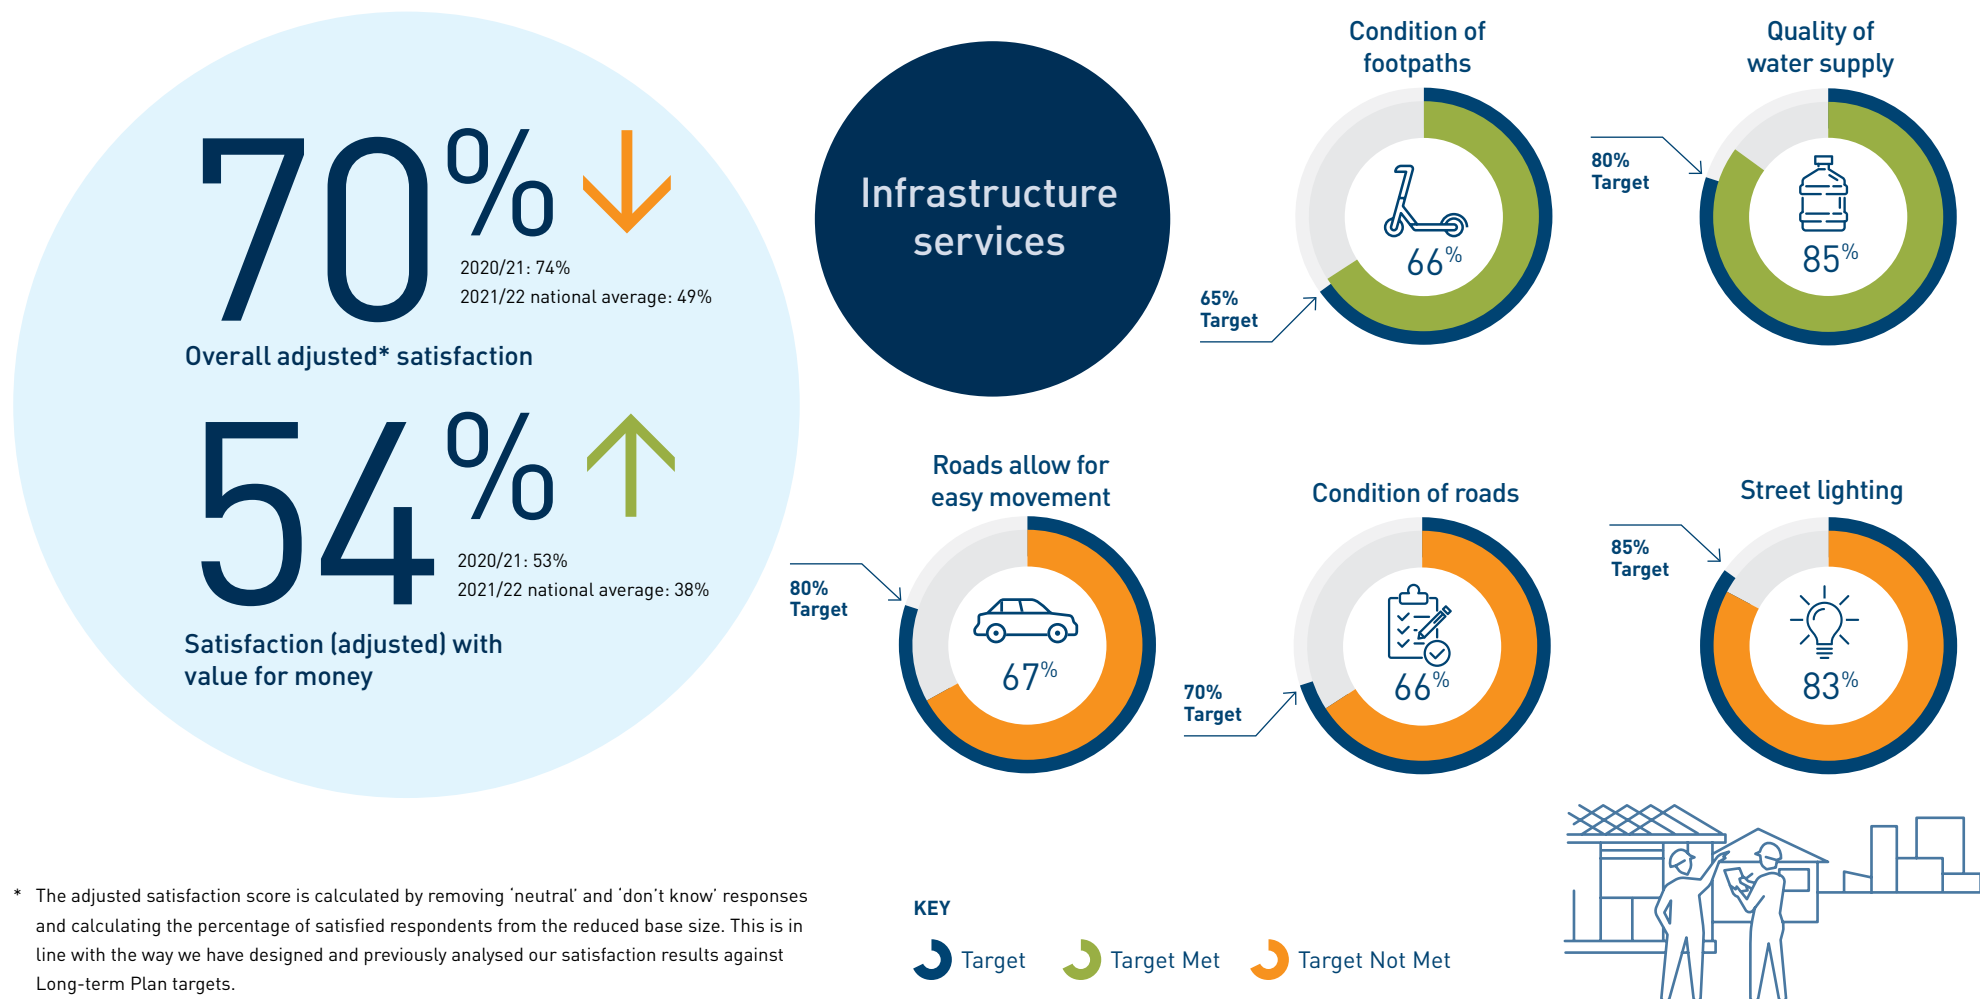 70%
2020/21: 74%
2021/22 national average: 49%
Overall adjusted* satisfaction
54%
2020/21: 53%
2021/22 national average: 38%
Satisfaction (adjusted) with
value for money
Infrastructure
services
Condition of
footpaths
66%
65%
Target
Quality of
water supply
80%
Target
85%
Roads allow for
easy movement
80%
Target
67%
Condition of roads
70%
Target
66%
Street lighting
85%
Target
83%
* The adjusted satisfaction score is calculated by removing ‘neutral’ and ‘don’t know’ responses
and calculating the percentage of satisfied respondents from the reduced base size. This is in
line with the way we have designed and previously analysed our satisfaction results against
Long-term Plan targets.
KEY
Target
Target Met
Target Not Met